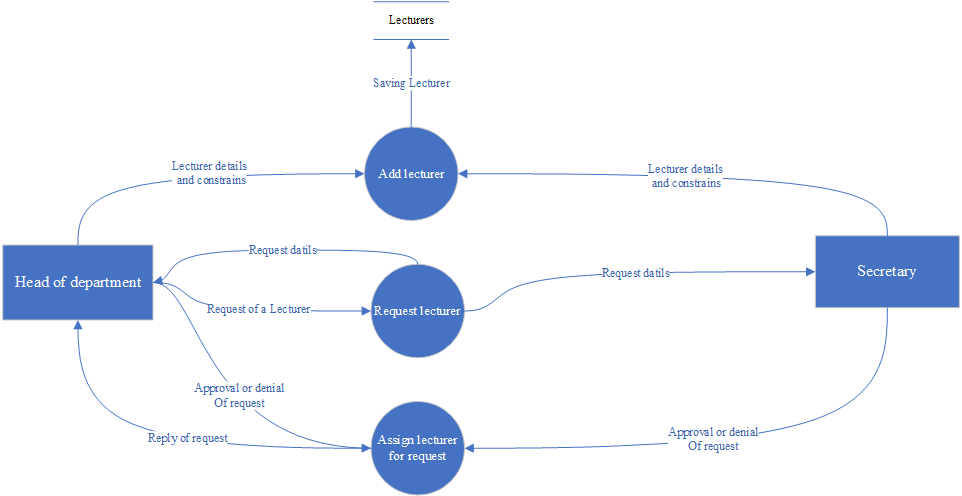 Lecturers
Saving Lecturer
Lecturer details
and constrains
Add lecturer
Lecturer details
and constrains
Request datils
Head of department
Request datils
Secretary
Request of a Lecturer
Request lecturer
Approval or denial
Of request
Reply of request
Assign lecturer
for request
Approval or denial
Of request